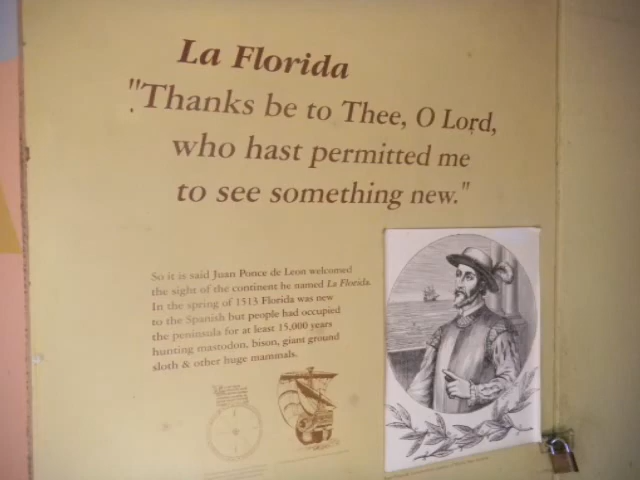 La Florida
"Thanks be to Thee, O Lord,
who hast permitted me
to see something new."
So it is said Juan Ponce de Leon welcomed
the sight of the continent he named La Florida.
In the spring of 1513 Florida was new
to the Spanish but people had occupied
the peninsula for at least 15,000 years
hunting mastodon, bison, giant ground
sloth & other huge mammals.